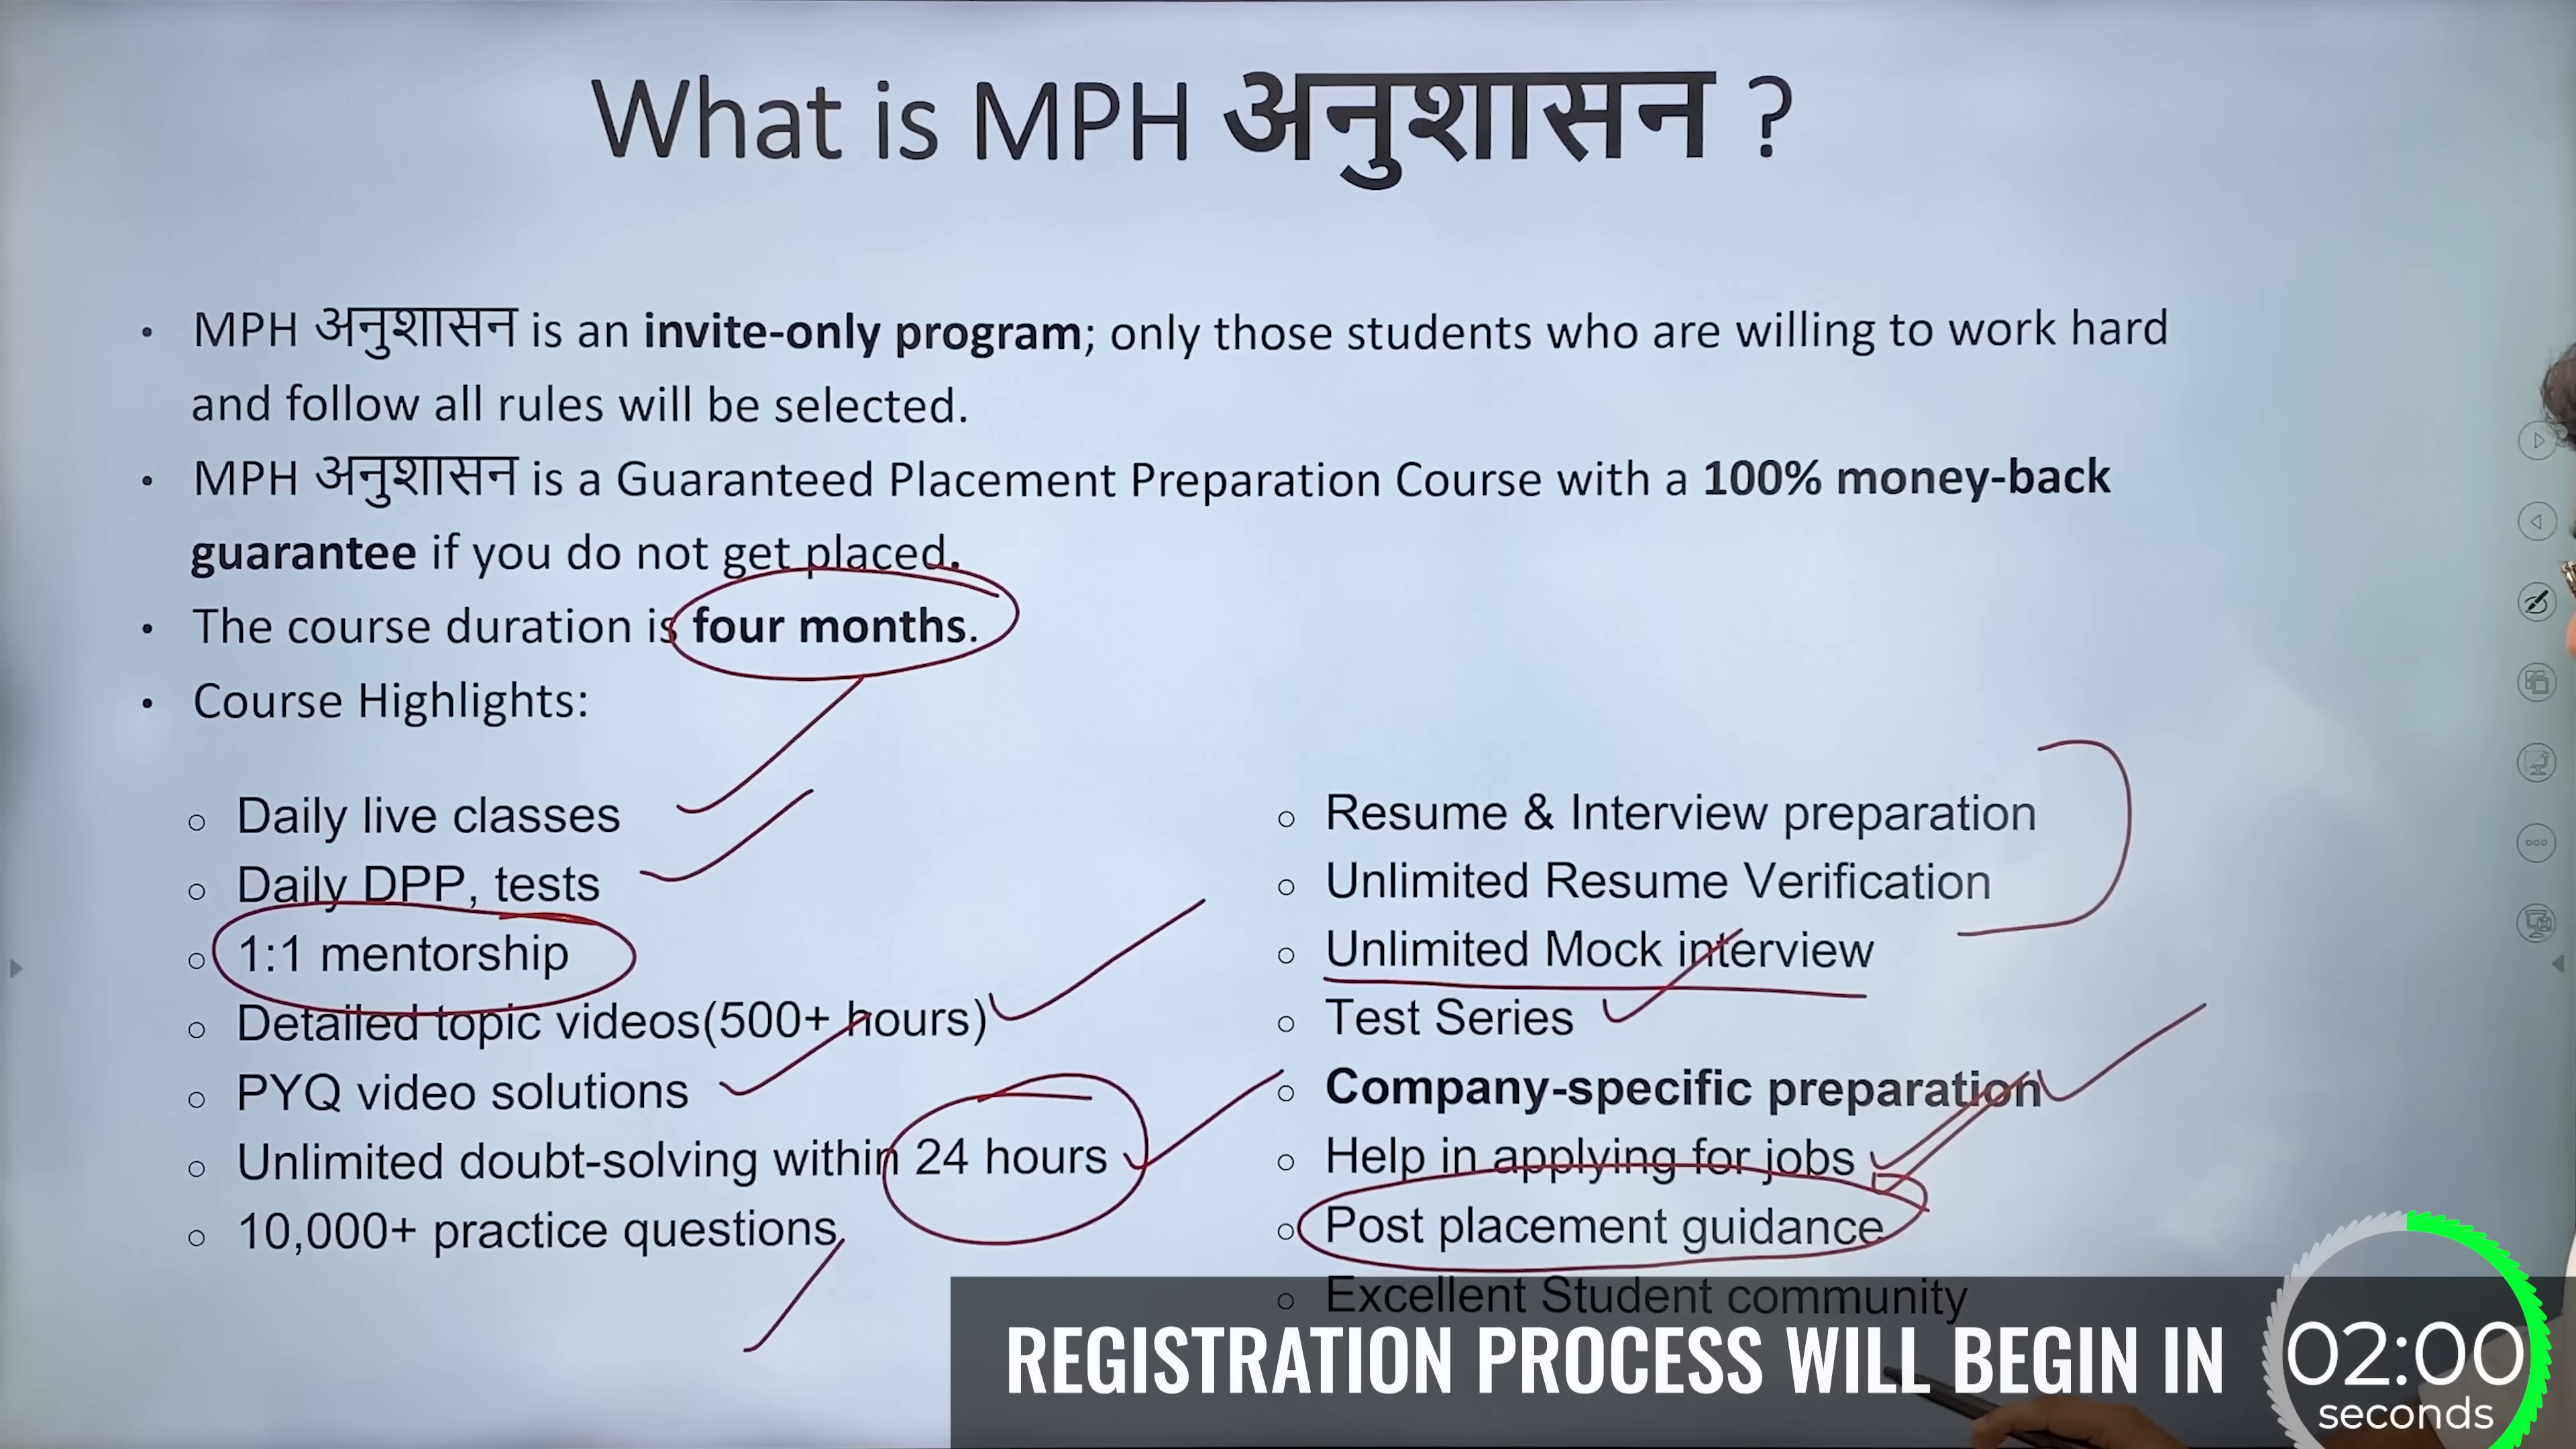 What is MPH अनुशासन ?
• MPH अनुशासन is an invite-only program; only those students who are willing to work hard
and follow all rules will be selected.
• MPH अनुशासन is a Guaranteed Placement Preparation Course with a 100% money-back
guarantee if you do not get placed.
• The course duration is four months.
• Course Highlights:
○ Daily live classes
○ Daily DPP, tests
○ 1:1 mentorship
○ Detailed topic videos(500+ hours)
○ PYQ video solutions
○ Unlimited doubt-solving within 24 hours
○ 10,000+ practice questions
○ Resume & Interview preparation
○ Unlimited Resume Verification
○ Unlimited Mock interview
○ Test Series
○ Company-specific preparation
○ Help in applying for jobs
○ Post placement guidance
○ Excellent Student community
REGISTRATION PROCESS WILL BEGIN IN
02:00
seconds